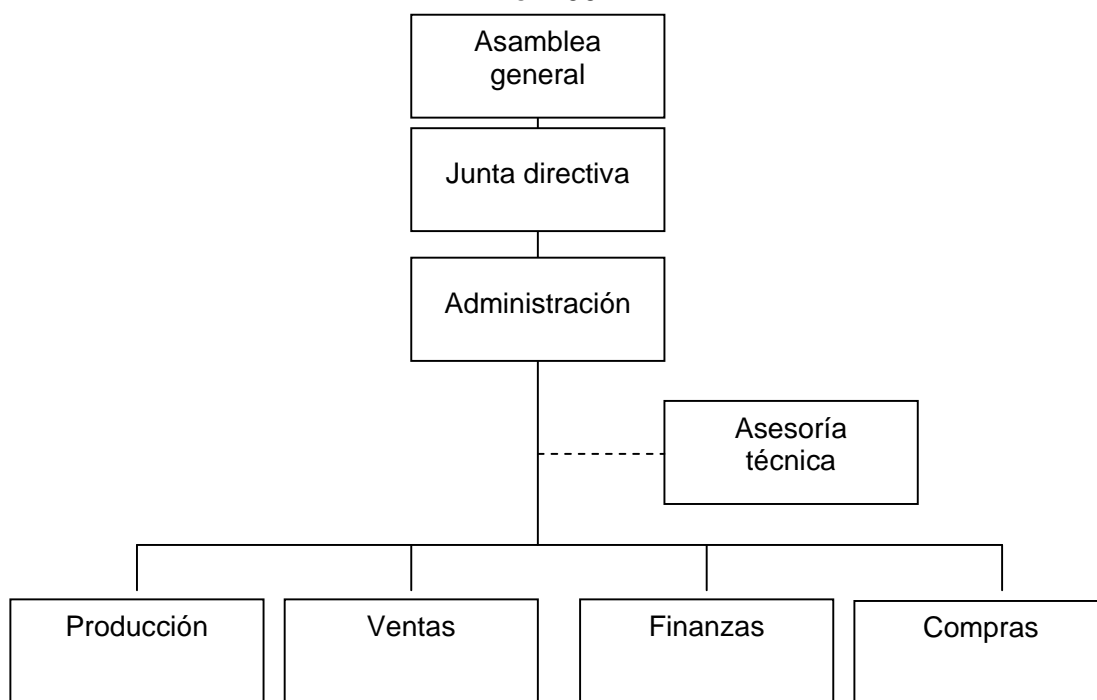 Asamblea
general
Junta directiva
Administración
Asesoría
técnica
Producción
Ventas
Finanzas
Compras